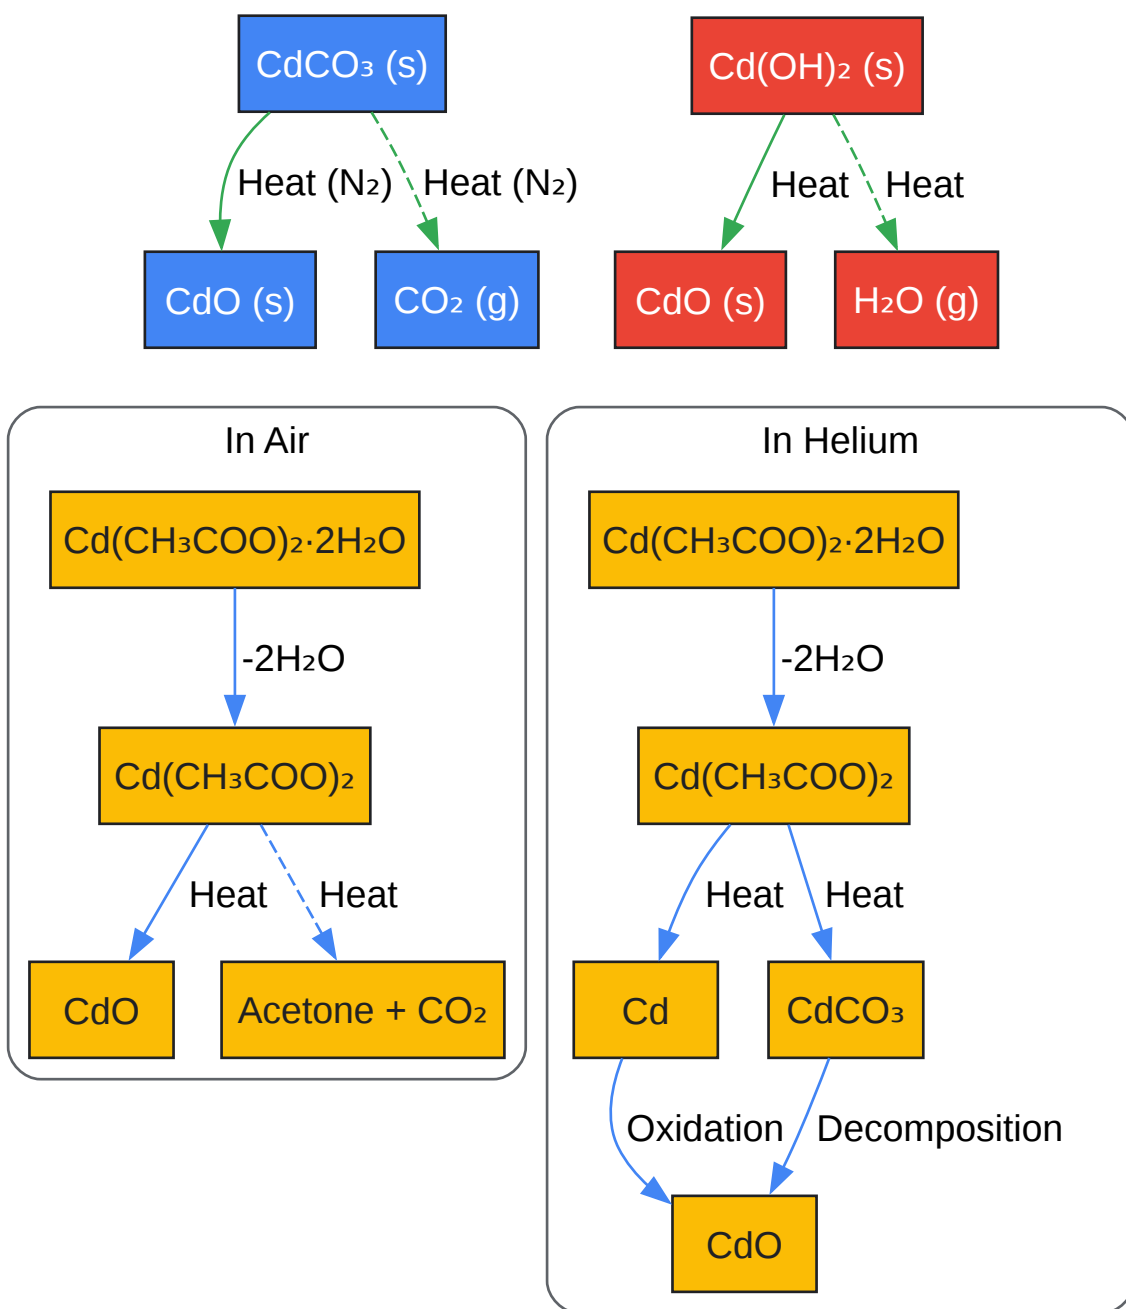 CdCO₃ (s)
Cd(OH)₂ (s)
Heat (N₂)
Heat (N₂)
Heat
Heat
CdO (s)
CO₂ (g)
CdO (s)
H₂O (g)
In Air
Cd(CH₃COO)₂·2H₂O
-2H₂O
Cd(CH₃COO)₂
Heat
Heat
CdO
Acetone + CO₂
In Helium
Cd(CH₃COO)₂·2H₂O
-2H₂O
Cd(CH₃COO)₂
Heat
Heat
Cd
CdCO₃
Oxidation
Decomposition
CdO